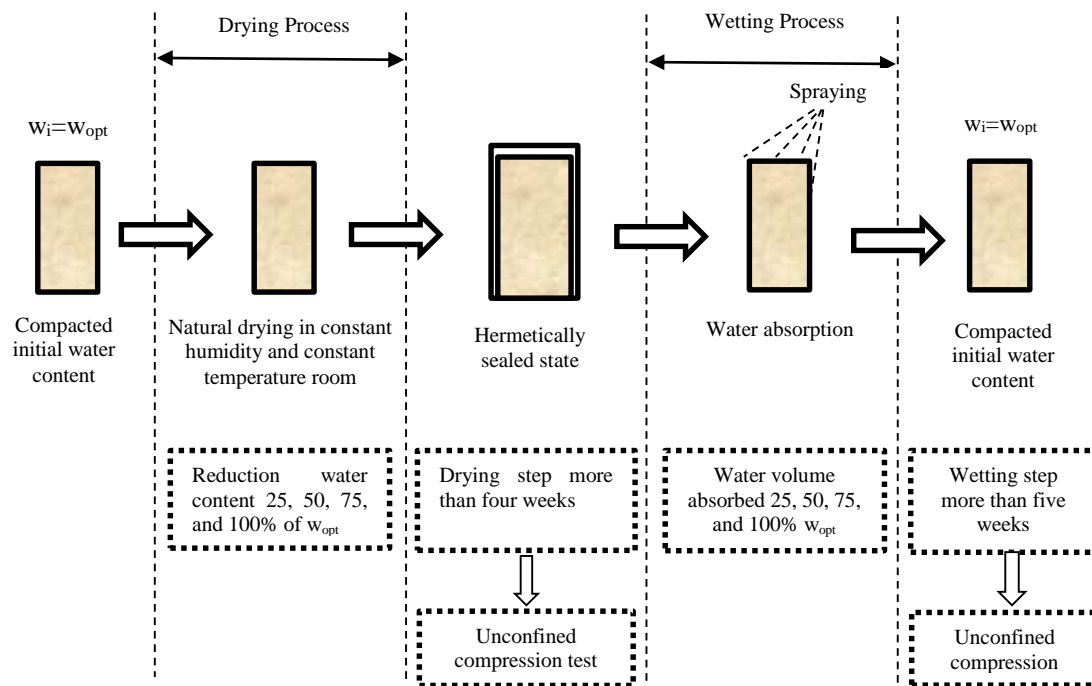 Drying Process
Wetting Process
Spraying
wi=wopt
wi=wopt
Compacted
initial water
content
Natural drying in constant
humidity and constant
temperature room
Hermetically
sealed state
Water absorption
Compacted
initial water
content
Reduction water
content 25, 50, 75,
and 100% of wopt
Drying step more
than four weeks
Water volume
absorbed 25, 50, 75,
and 100% wopt
Wetting step
more than five
weeks
Unconfined
compression test
Unconfined
compression